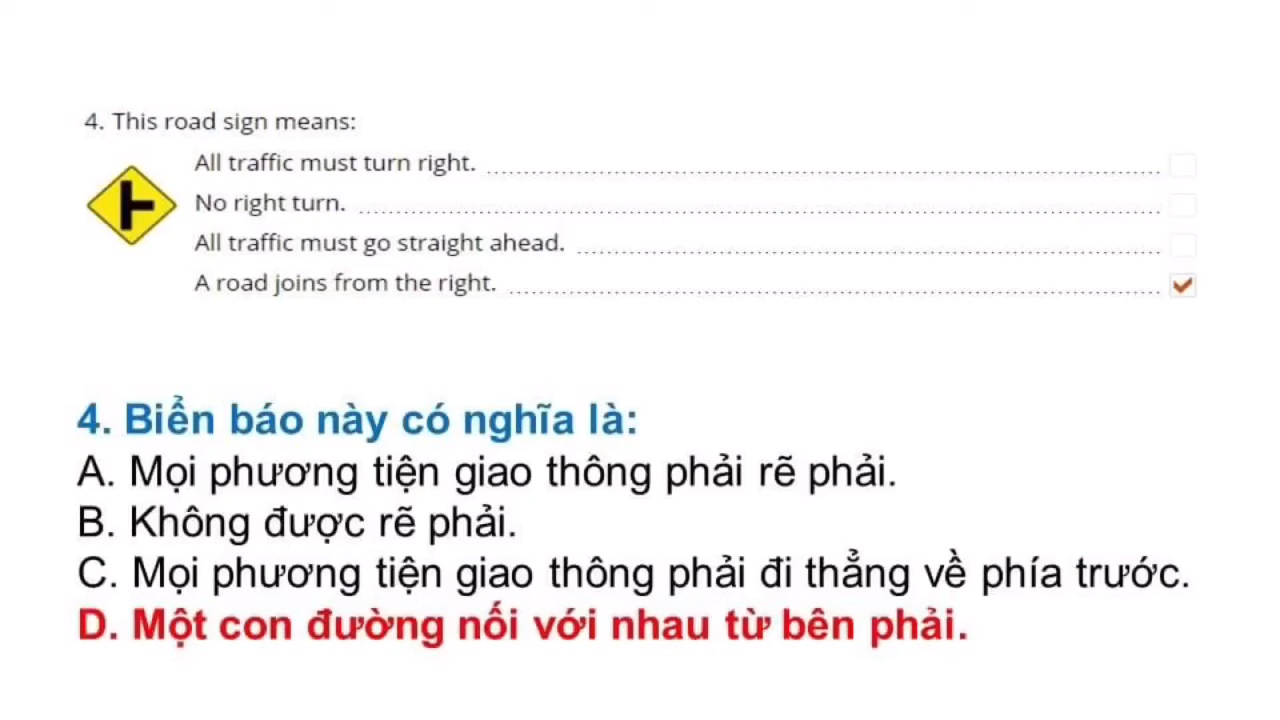 4. This road sign means:
All traffic must turn right.
No right turn.
All traffic must go straight ahead.
A road joins from the right.
4. Biển báo này có nghĩa là:
A. Mọi phương tiện giao thông phải rẽ phải.
B. Không được rẽ phải.
C. Mọi phương tiện giao thông phải đi thẳng về phía trước.
D. Một con đường nối với nhau từ bên phải.